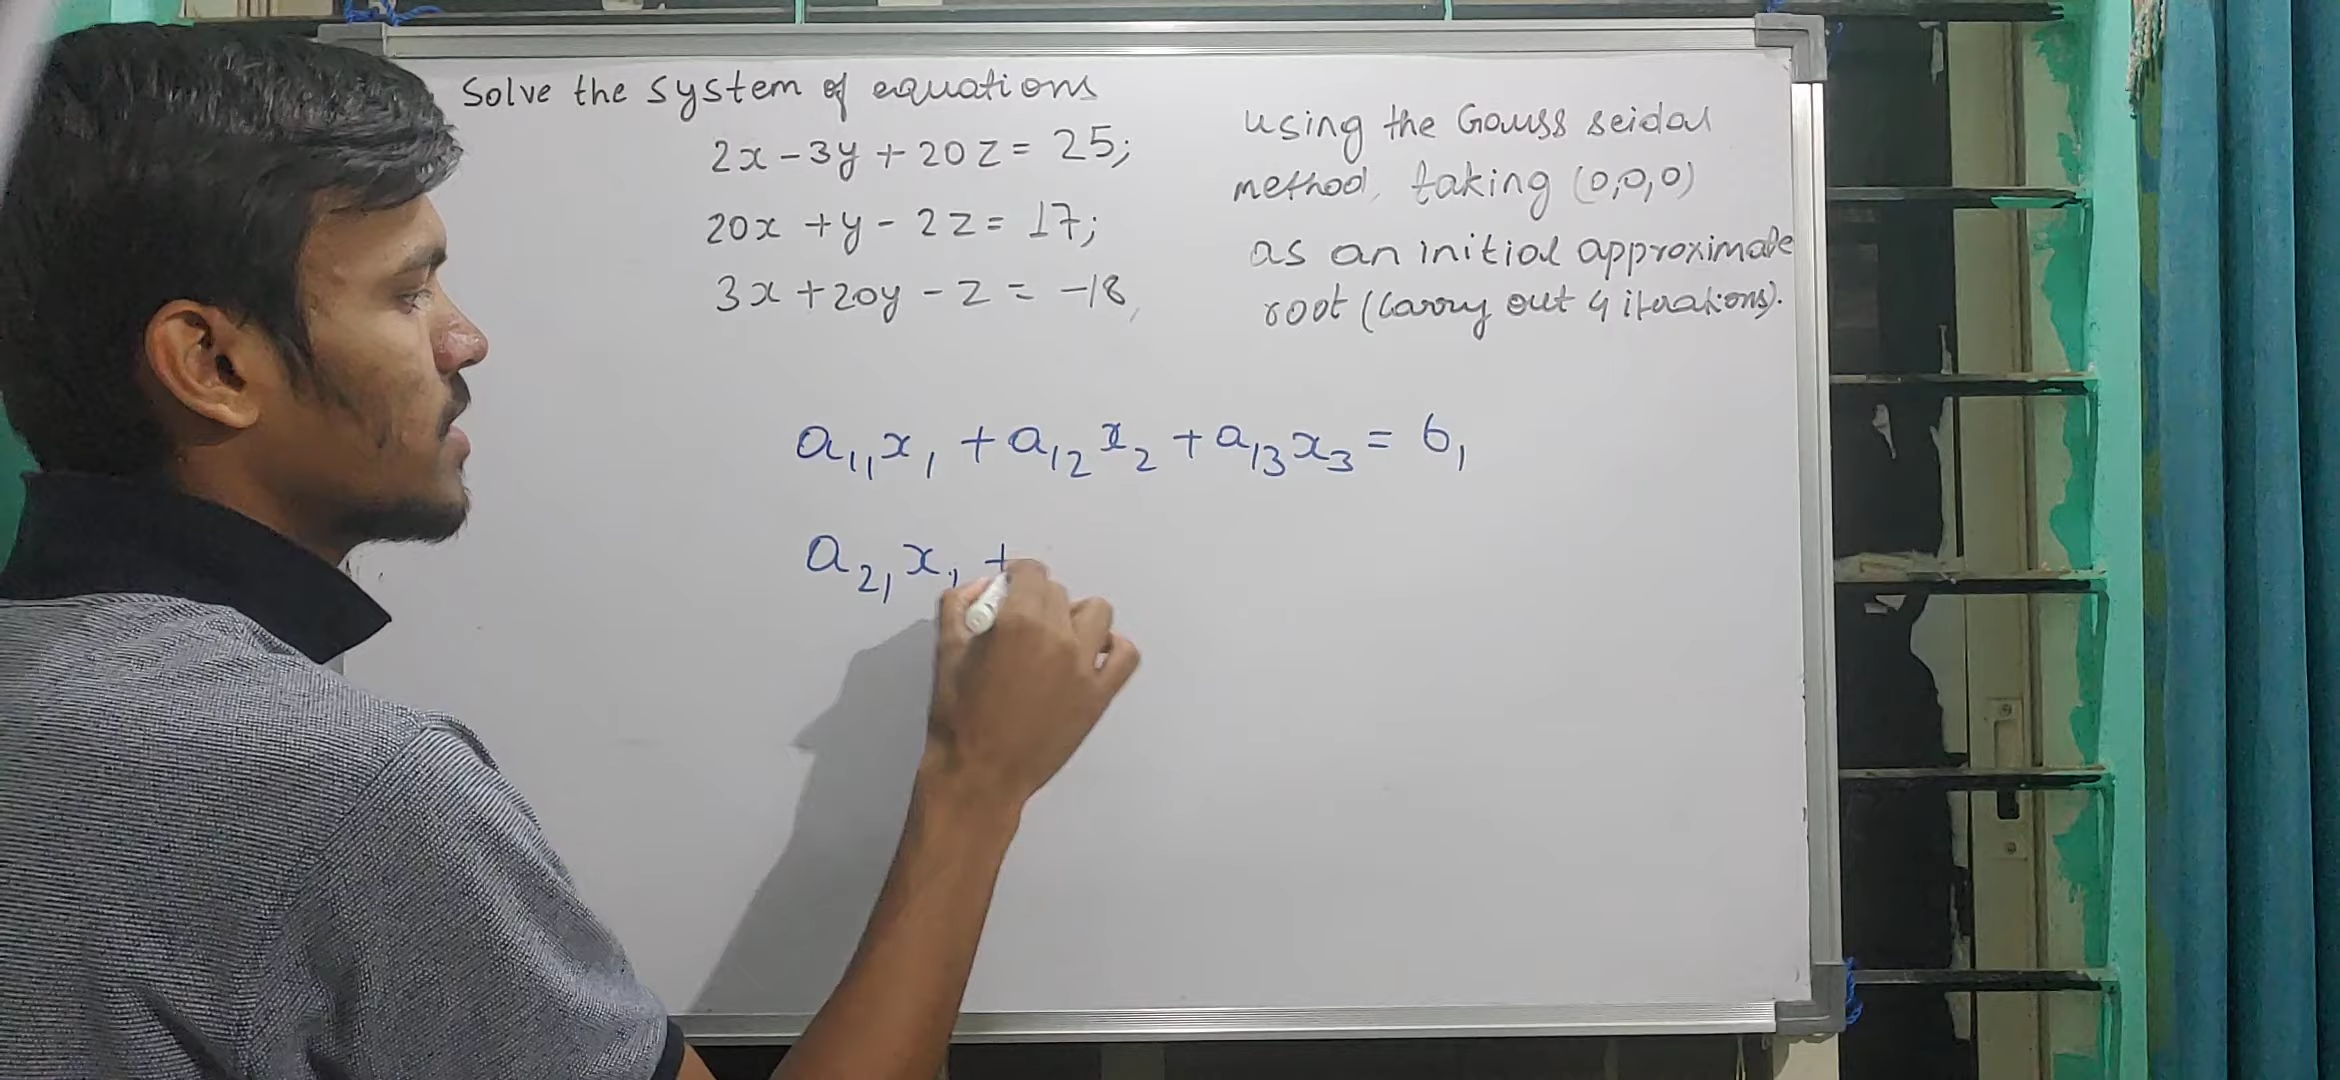 Solve the system of equations
2x - 3y + 20z = 25;
20x + y - 2z = 17;
3x + 20y - z = -18,
using the Gauss seidal
method, taking (0,0,0)
as an initial approximate
root (Carry out 4 iterations).
a₁₁x₁ + a₁₂x₂ + a₁₃x₃ = b₁
a₂₁x₁ +